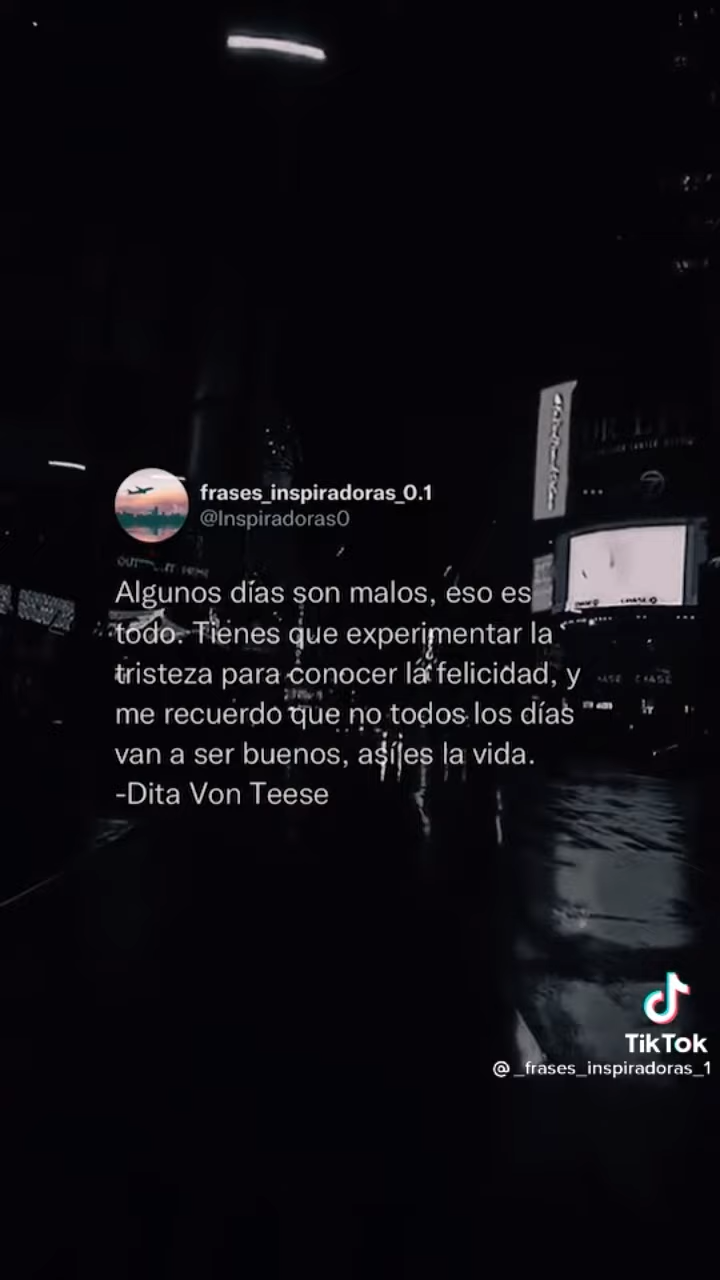 frases_inspiradoras_0.1
@Inspiradoras0
Algunos días son malos, eso es
todo. Tienes que experimentar la
tristeza para conocer la felicidad, y
me recuerdo que no todos los días
van a ser buenos, así es la vida.
-Dita Von Teese
CHASE
TikTok
@_frases_inspiradoras_1